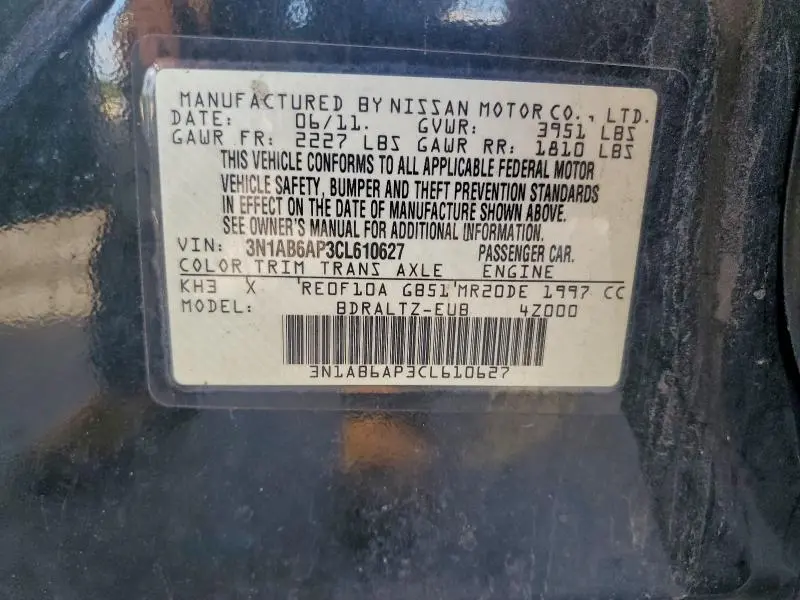 MANUFACTURED BY NISSAN MOTOR CO., LTD.
DATE: 06/11. GVWR: 3951 LBS
GAWR FR: 2227 LBS GAWR RR: 1810 LBS
THIS VEHICLE CONFORMS TO ALL APPLICABLE FEDERAL MOTOR
VEHICLE SAFETY, BUMPER AND THEFT PREVENTION STANDARDS
IN EFFECT ON THE DATE OF MANUFACTURE SHOWN ABOVE.
SEE OWNER'S MANUAL FOR ADDITIONAL INFORMATION.
VIN: 3N1AB6AP3CL610627 PASSENGER CAR.
COLOR TRIM TRANS AXLE ENGINE
KH3 X RE0F10A GB51 MR20DE 1997 CC
MODEL: BDRALTZ-EUB 4Z000
3N1AB6AP3CL610627